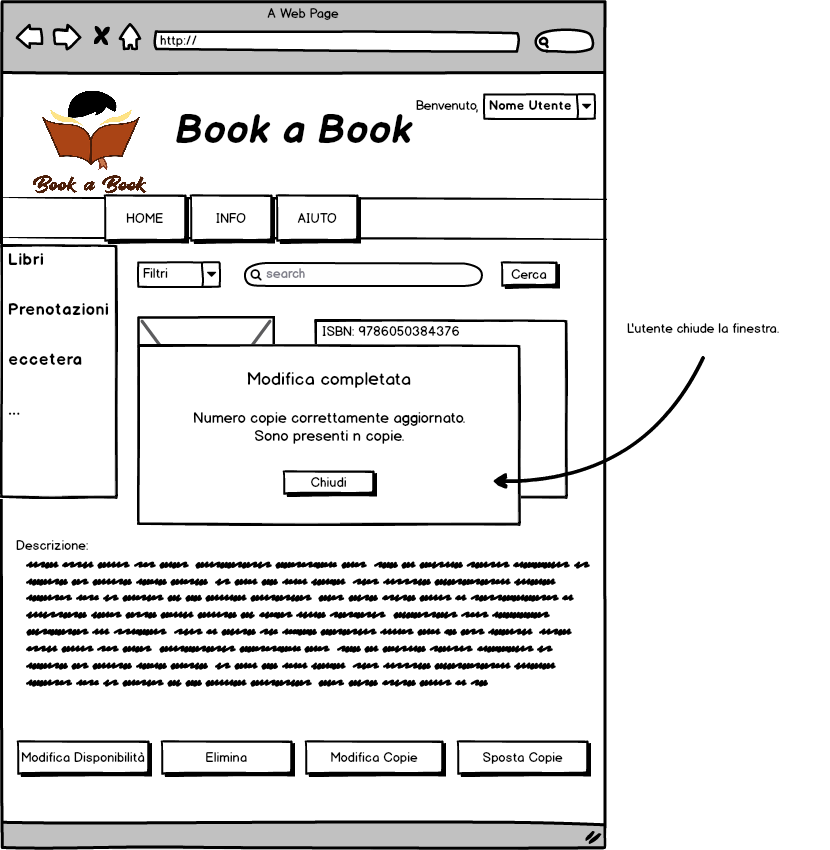 A Web Page
http://
Benvenuto,
Nome Utente
Book a Book
Book a Book
HOME
INFO
AIUTO
Libri
Prenotazioni
eccetera
...
Filtri
search
Cerca
ISBN: 9786050384376
L'utente chiude la finestra.
Modifica completata
Numero copie correttamente aggiornato.
Sono presenti n copie.
Chiudi
Descrizione:
Modifica Disponibilità
Elimina
Modifica Copie
Sposta Copie